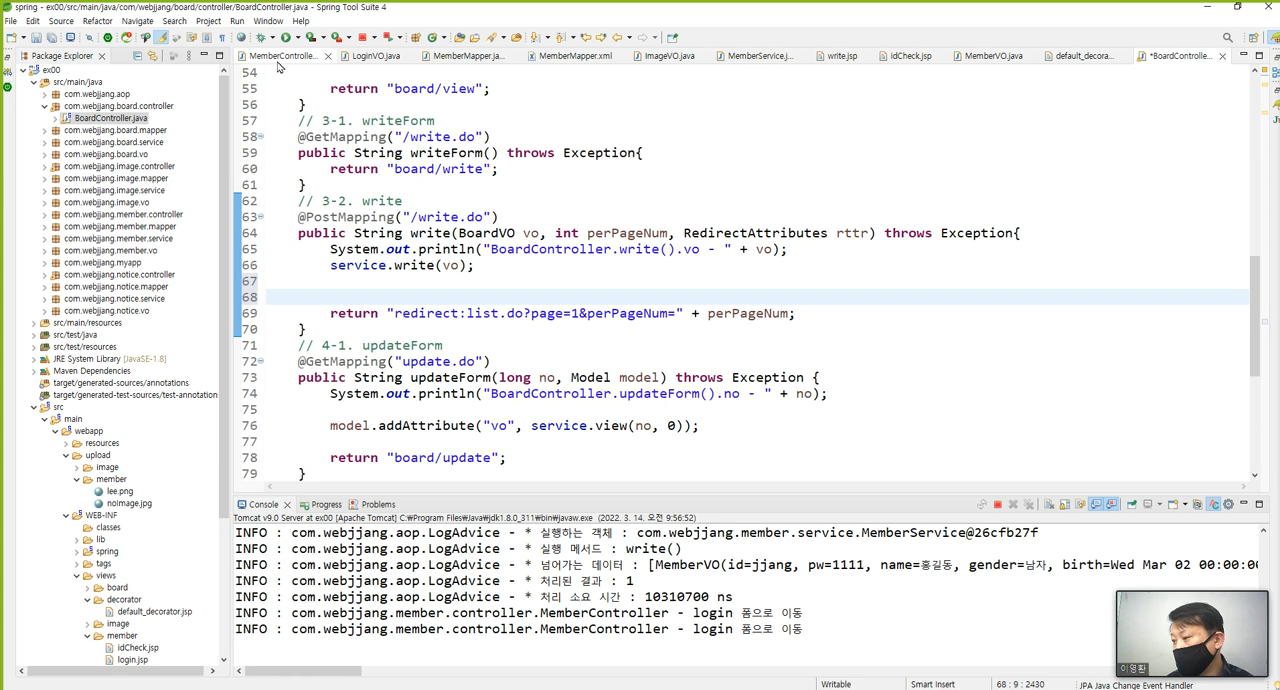 spring - ex00/src/main/java/com/webjjang/board/controller/BoardController.java - Spring Tool Suite 4
File Edit Source Refactor Navigate Search Project Run Window Help
Package Explorer
MemberControlle...
LoginVO.java
MemberMapper.ja...
MemberMapper.xml
ImageVO.java
MemberService.j...
write.jsp
idCheck.jsp
MemberVO.java
default_decorat...
*BoardController...
ex00
src/main/java
com.webjjang.aop
com.webjjang.board.controller
BoardController.java
com.webjjang.board.mapper
com.webjjang.board.service
com.webjjang.board.vo
com.webjjang.image.controller
com.webjjang.image.mapper
com.webjjang.image.service
com.webjjang.image.vo
com.webjjang.member.controller
com.webjjang.member.mapper
com.webjjang.member.service
com.webjjang.member.vo
com.webjjang.myapp
com.webjjang.notice.controller
com.webjjang.notice.mapper
com.webjjang.notice.service
com.webjjang.notice.vo
src/main/resources
src/test/java
src/test/resources
JRE System Library [JavaSE-1.8]
Maven Dependencies
target/generated-sources/annotations
target/generated-test-sources/test-annotation
src
main
webapp
resources
upload
image
member
lee.png
noimage.jpg
WEB-INF
classes
lib
spring
tags
views
board
decorator
default_decorator.jsp
image
member
idCheck.jsp
login.jsp
54
55 return "board/view";
56 }
57 // 3-1. writeForm
58 @GetMapping("/write.do")
59 public String writeForm() throws Exception{
60 return "board/write";
61 }
62 // 3-2. write
63 @PostMapping("/write.do")
64 public String write(BoardVO vo, int perPageNum, RedirectAttributes rttr) throws Exception{
65 System.out.println("BoardController.write().vo - " + vo);
66 service.write(vo);
67
68
69 return "redirect:list.do?page=1&perPageNum=" + perPageNum;
70 }
71 // 4-1. updateForm
72 @GetMapping("update.do")
73 public String updateForm(long no, Model model) throws Exception {
74 System.out.println("BoardController.updateForm().no - " + no);
75
76 model.addAttribute("vo", service.view(no, 0));
77
78 return "board/update";
79 }
Console Progress Problems
Tomcat v9.0 Server at ex00 [Apache Tomcat] C:₩Program Files₩Java₩jdk1.8.0_311₩bin₩javaw.exe (2022. 3. 14. 오전 9:56:52)
INFO : com.webjjang.aop.LogAdvice - * 실행하는 객체 : com.webjjang.member.service.MemberService@26cfb27f
INFO : com.webjjang.aop.LogAdvice - * 실행 메서드 : write()
INFO : com.webjjang.aop.LogAdvice - * 넘어가는 데이터 : [MemberVO(id=jjang, pw=1111, name=홍길동, gender=남자, birth=Wed Mar 02 00:00:00
INFO : com.webjjang.aop.LogAdvice - * 처리된 결과 : 1
INFO : com.webjjang.aop.LogAdvice - * 처리 소요 시간 : 10310700 ns
INFO : com.webjjang.member.controller.MemberController - login 폼으로 이동
INFO : com.webjjang.member.controller.MemberController - login 폼으로 이동
이영환
Writable
Smart Insert
68 : 9 : 2430
JPA Java Change Event Handler